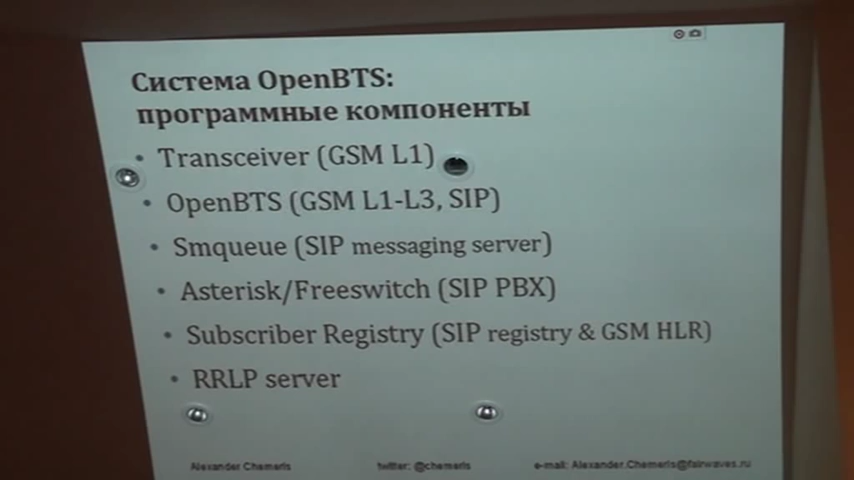 Система OpenBTS:
программные компоненты
• Transceiver (GSM L1)
• OpenBTS (GSM L1-L3, SIP)
• Smqueue (SIP messaging server)
• Asterisk/Freeswitch (SIP PBX)
• Subscriber Registry (SIP registry & GSM HLR)
• RRLP server
Alexander Chemeris twitter: @chemeris e-mail: Alexander.Chemeris@fairwaves.ru